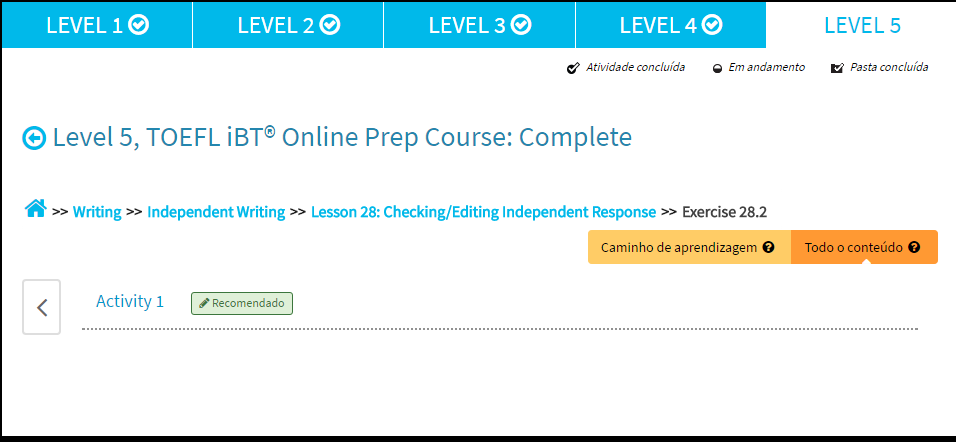 LEVEL 1 LEVEL 2 LEVEL 3 LEVEL 4 LEVEL 5
Atividade concluída Em andamento Pasta concluída
Level 5, TOEFL iBT® Online Prep Course: Complete
>> Writing >> Independent Writing >> Lesson 28: Checking/Editing Independent Response >> Exercise 28.2
Caminho de aprendizagem ? Todo o conteúdo ?
Activity 1 Recomendado